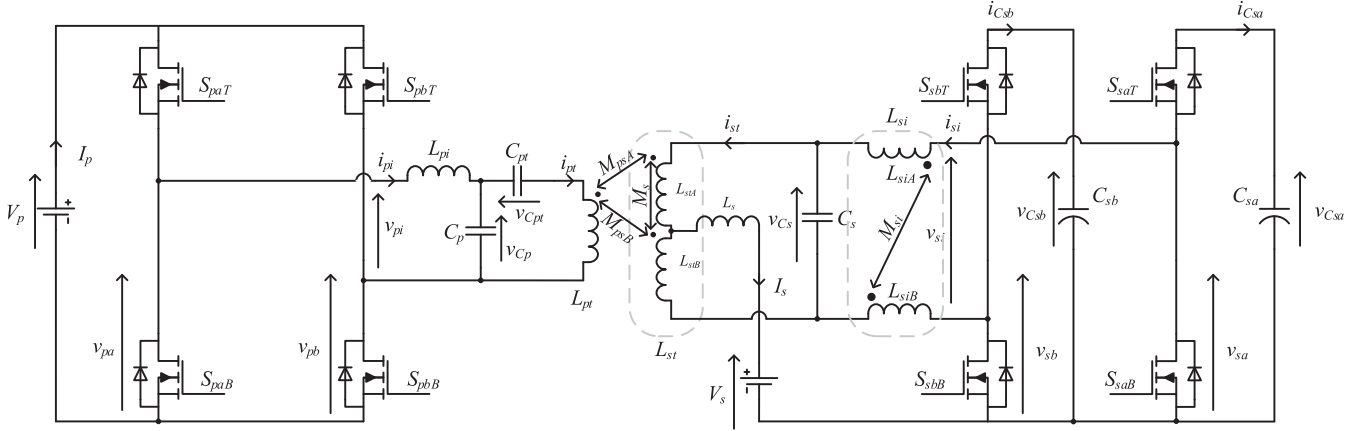 i_Csb
i_Csa
S_paT
S_pbT
S_sbT
S_saT
I_p
i_pi
L_pi
C_pt
i_pt
M_psA
i_st
L_si
i_si
V_p
+
-
v_pi
C_p
v_Cpt
v_Cp
M_s
M_psB
L_stA
L_s
L_stB
v_Cs
C_s
L_siA
M_si
v_si
L_siB
v_Csb
C_sb
C_sa
v_Csa
L_pt
I_s
L_st
v_pa
S_paB
v_pb
S_pbB
V_s
+
-
S_sbB
v_sb
S_saB
v_sa